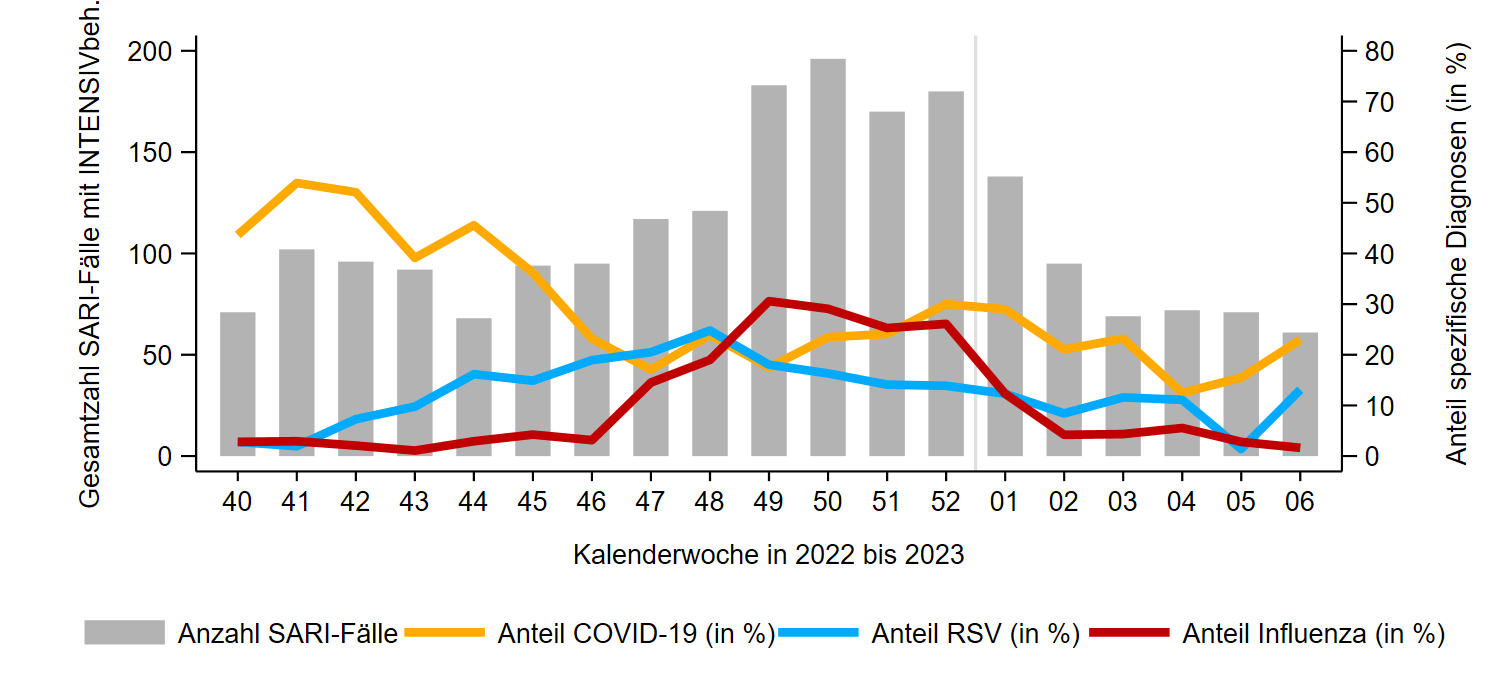 Gesamtzahl SARI-Fälle mit INTENSIVbeh.
200
150
100
50
0
80
70
60
50
40
30
20
10
0
Anteil spezifische Diagnosen (in %)
40 41 42 43 44 45 46 47 48 49 50 51 52 01 02 03 04 05 06
Kalenderwoche in 2022 bis 2023
Anzahl SARI-Fälle Anteil COVID-19 (in %) Anteil RSV (in %) Anteil Influenza (in %)